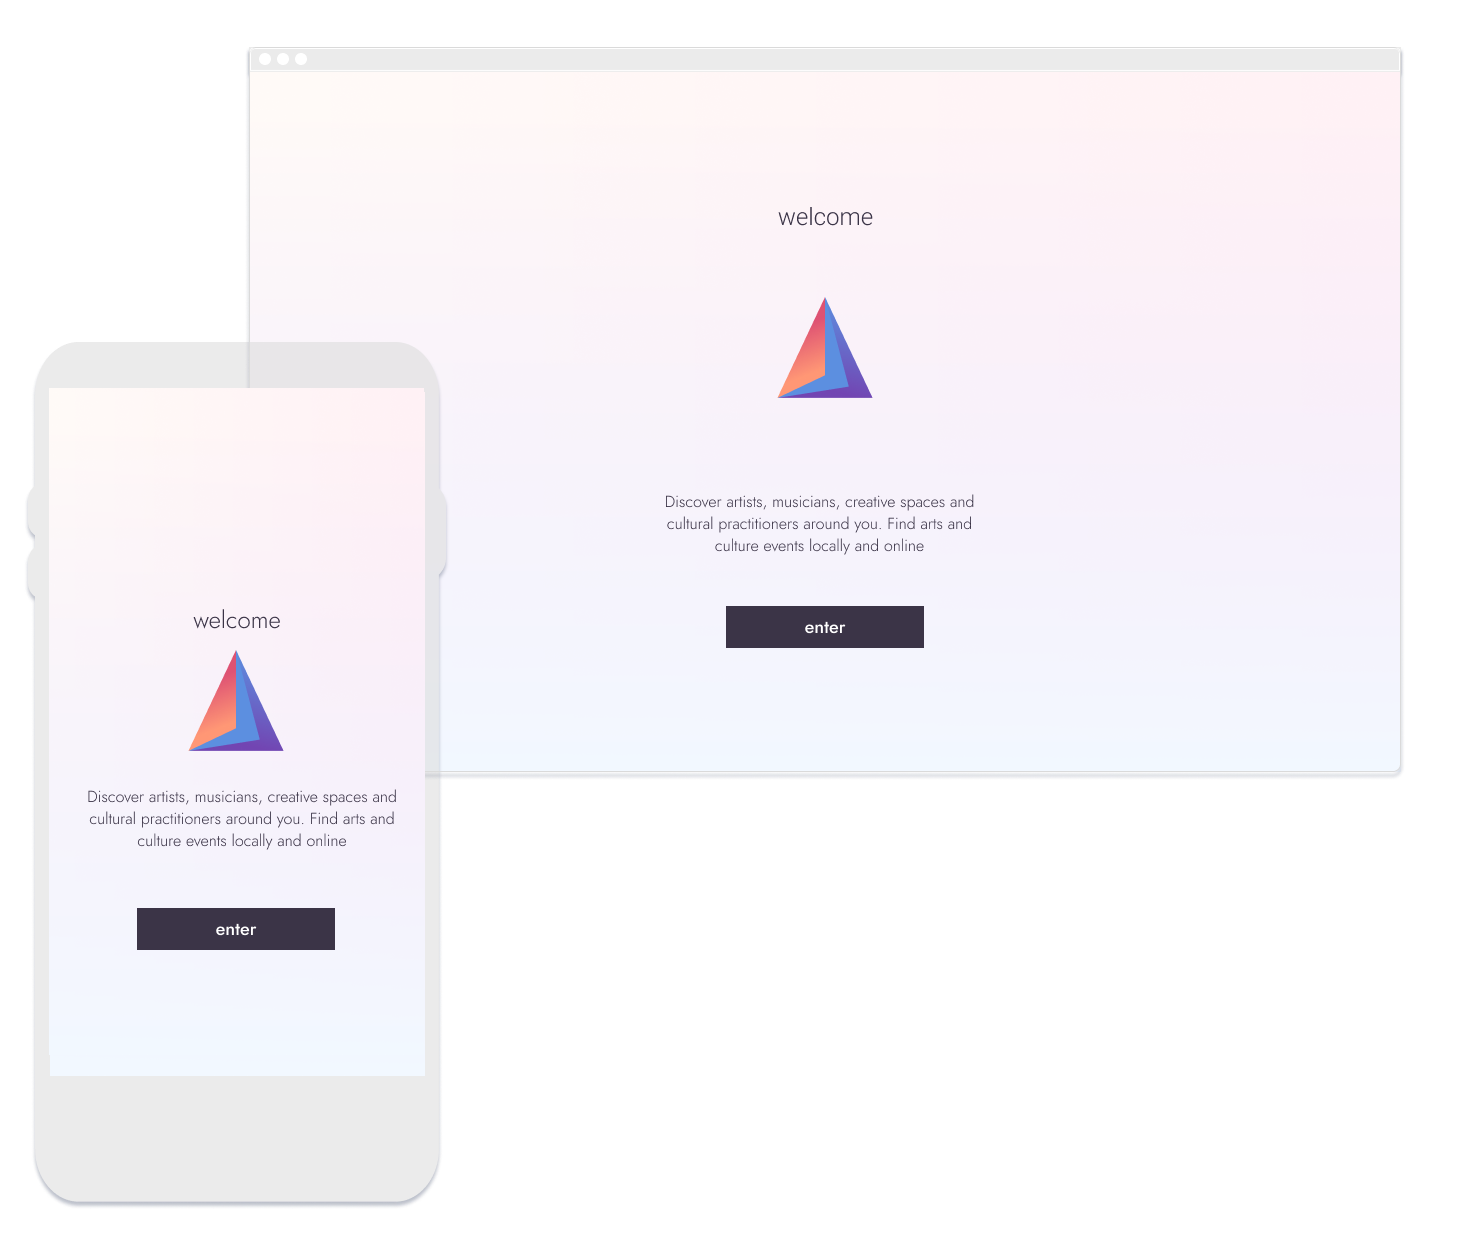 welcome
Discover artists, musicians, creative spaces and
cultural practitioners around you. Find arts and
culture events locally and online
enter
welcome
Discover artists, musicians, creative spaces and
cultural practitioners around you. Find arts and
culture events locally and online
enter